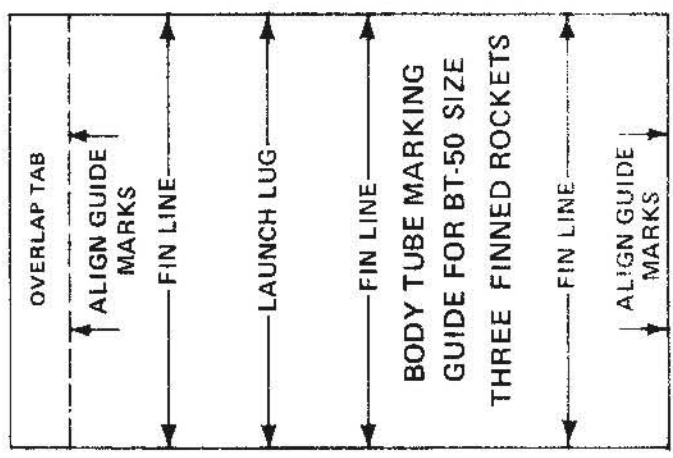 OVERLAP TAB
ALIGN GUIDE
MARKS
FIN LINE
LAUNCH LUG
FIN LINE
BODY TUBE MARKING
GUIDE FOR BT-50 SIZE
THREE FINNED ROCKETS
FIN LINE
ALIGN GUIDE
MARKS